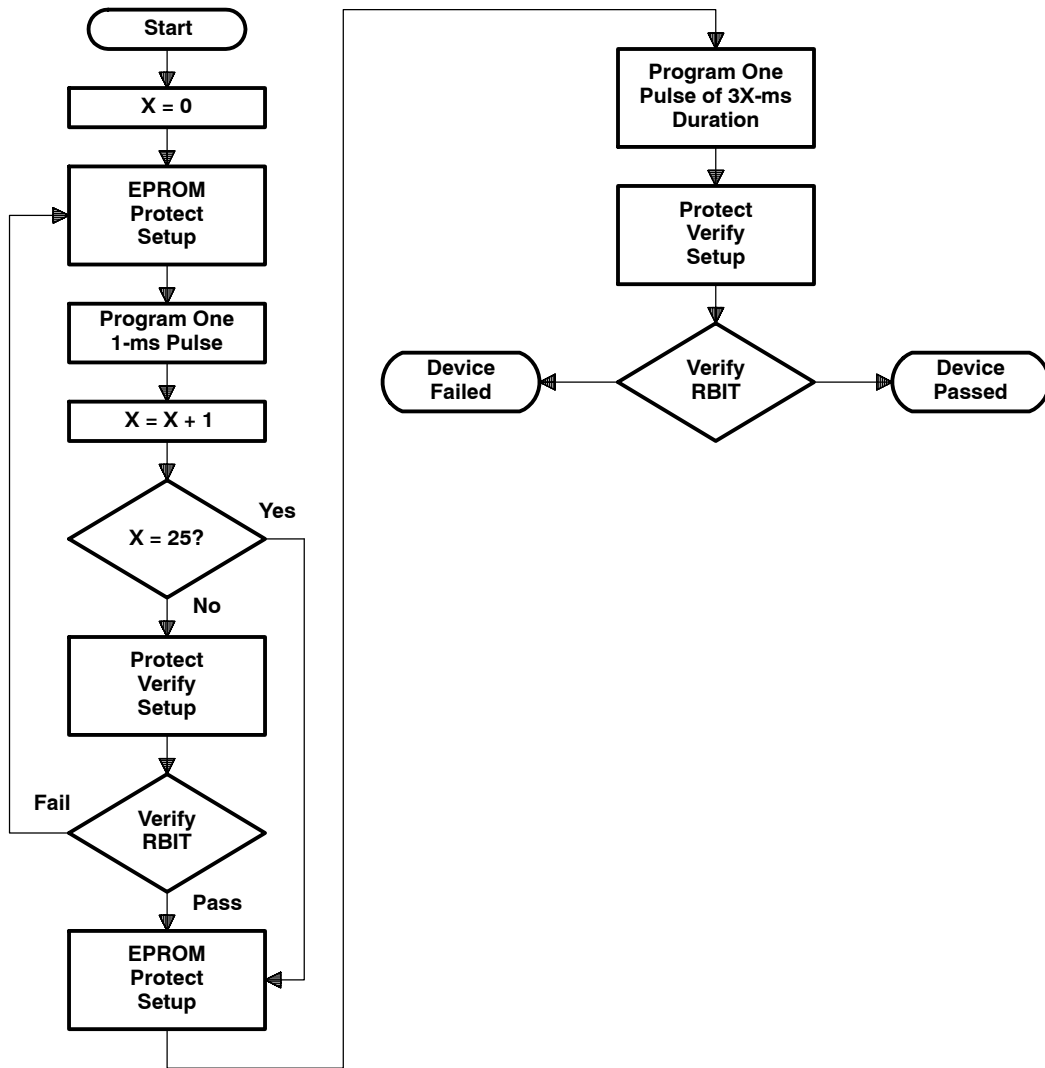 Start
X = 0
EPROM
Protect
Setup
Program One
1-ms Pulse
X = X + 1
X = 25?
Yes
No
Protect
Verify
Setup
Verify
RBIT
Fail
Pass
EPROM
Protect
Setup
Program One
Pulse of 3X-ms
Duration
Protect
Verify
Setup
Verify
RBIT
Device
Failed
Device
Passed